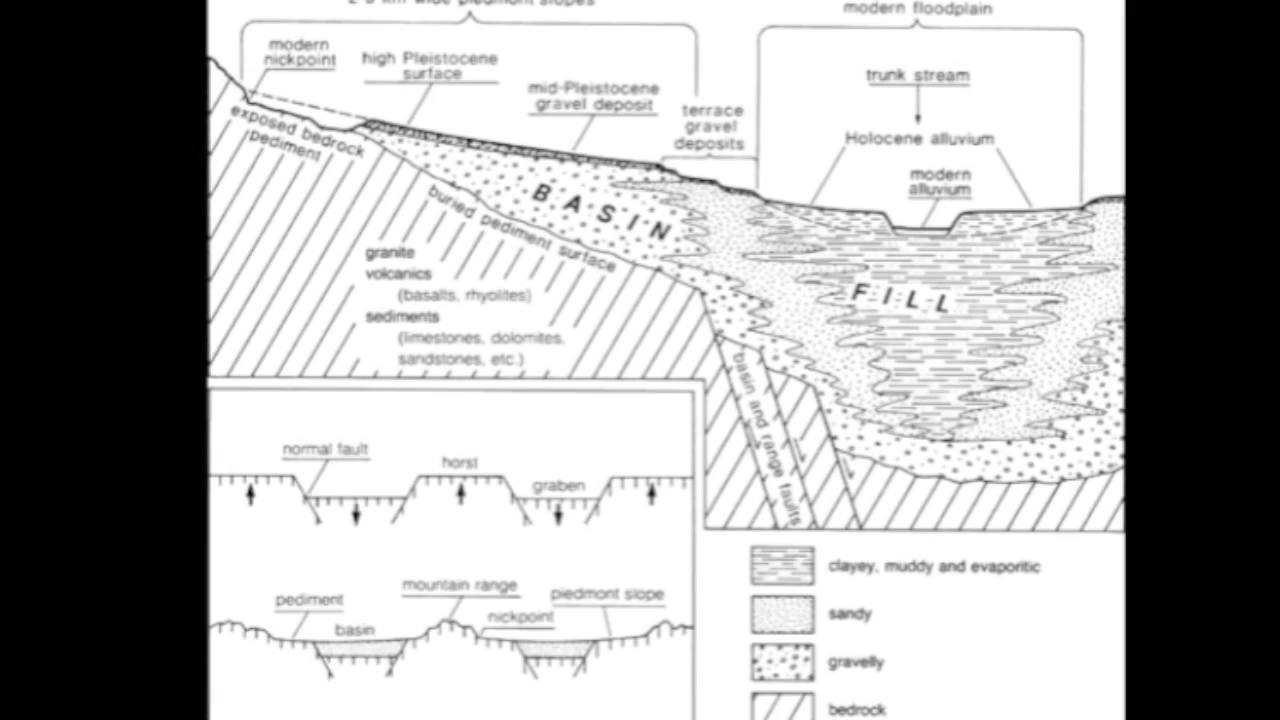 wide piedmont slopes
modern floodplain
modern
nickpoint
high Pleistocene
surface
mid-Pleistocene
gravel deposit
terrace
gravel
deposits
trunk stream
Holocene alluvium
modern
alluvium
exposed bedrock
pediment
BASIN
FILL
buried pediment surface
granite
volcanics
(basalts, rhyolites)
sediments
(limestones, dolomites,
sandstones, etc.)
basin and range faults
normal fault
horst
graben
mountain range
pediment
piedmont slope
nickpoint
basin
clayey, muddy and evaporitic
sandy
gravelly
bedrock